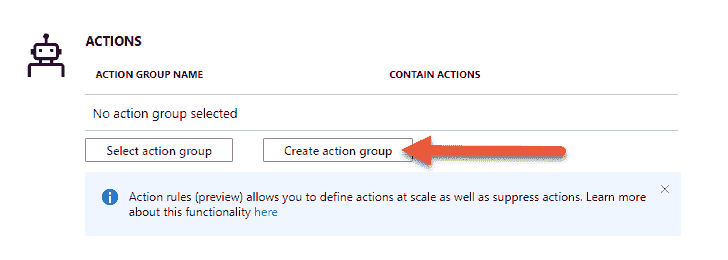 ACTIONS
ACTION GROUP NAME CONTAIN ACTIONS
No action group selected
Select action group Create action group
Action rules (preview) allows you to define actions at scale as well as suppress actions. Learn more
about this functionality here